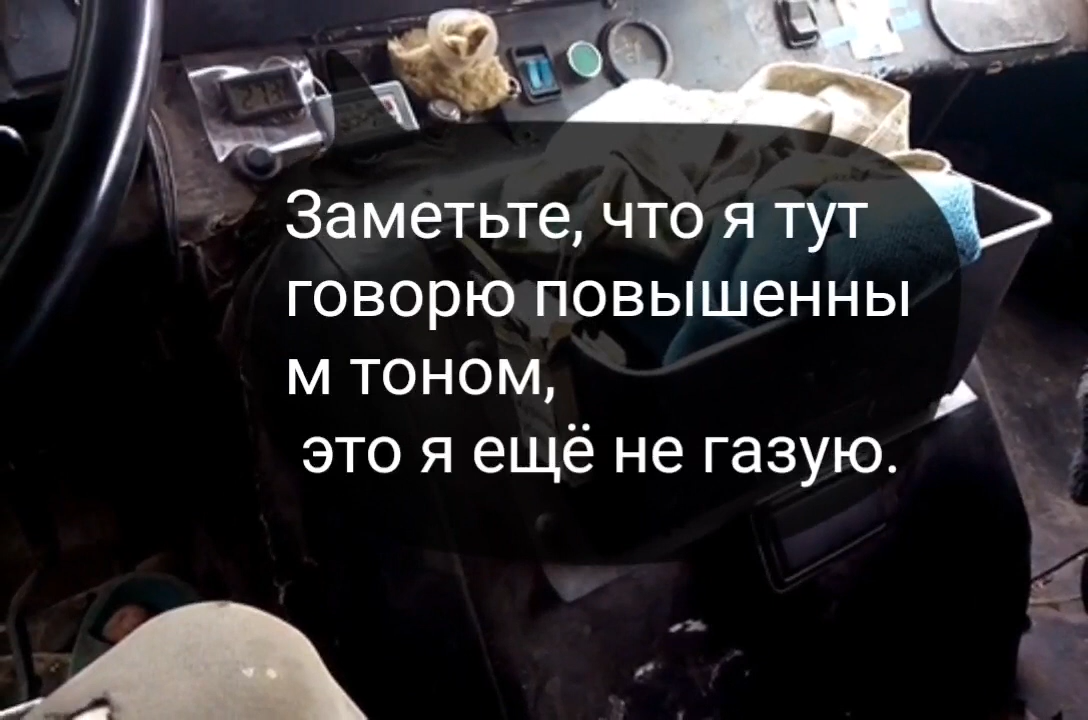 Заметьте, что я тут
говорю повышенны
м тоном,
это я ещё не газую.